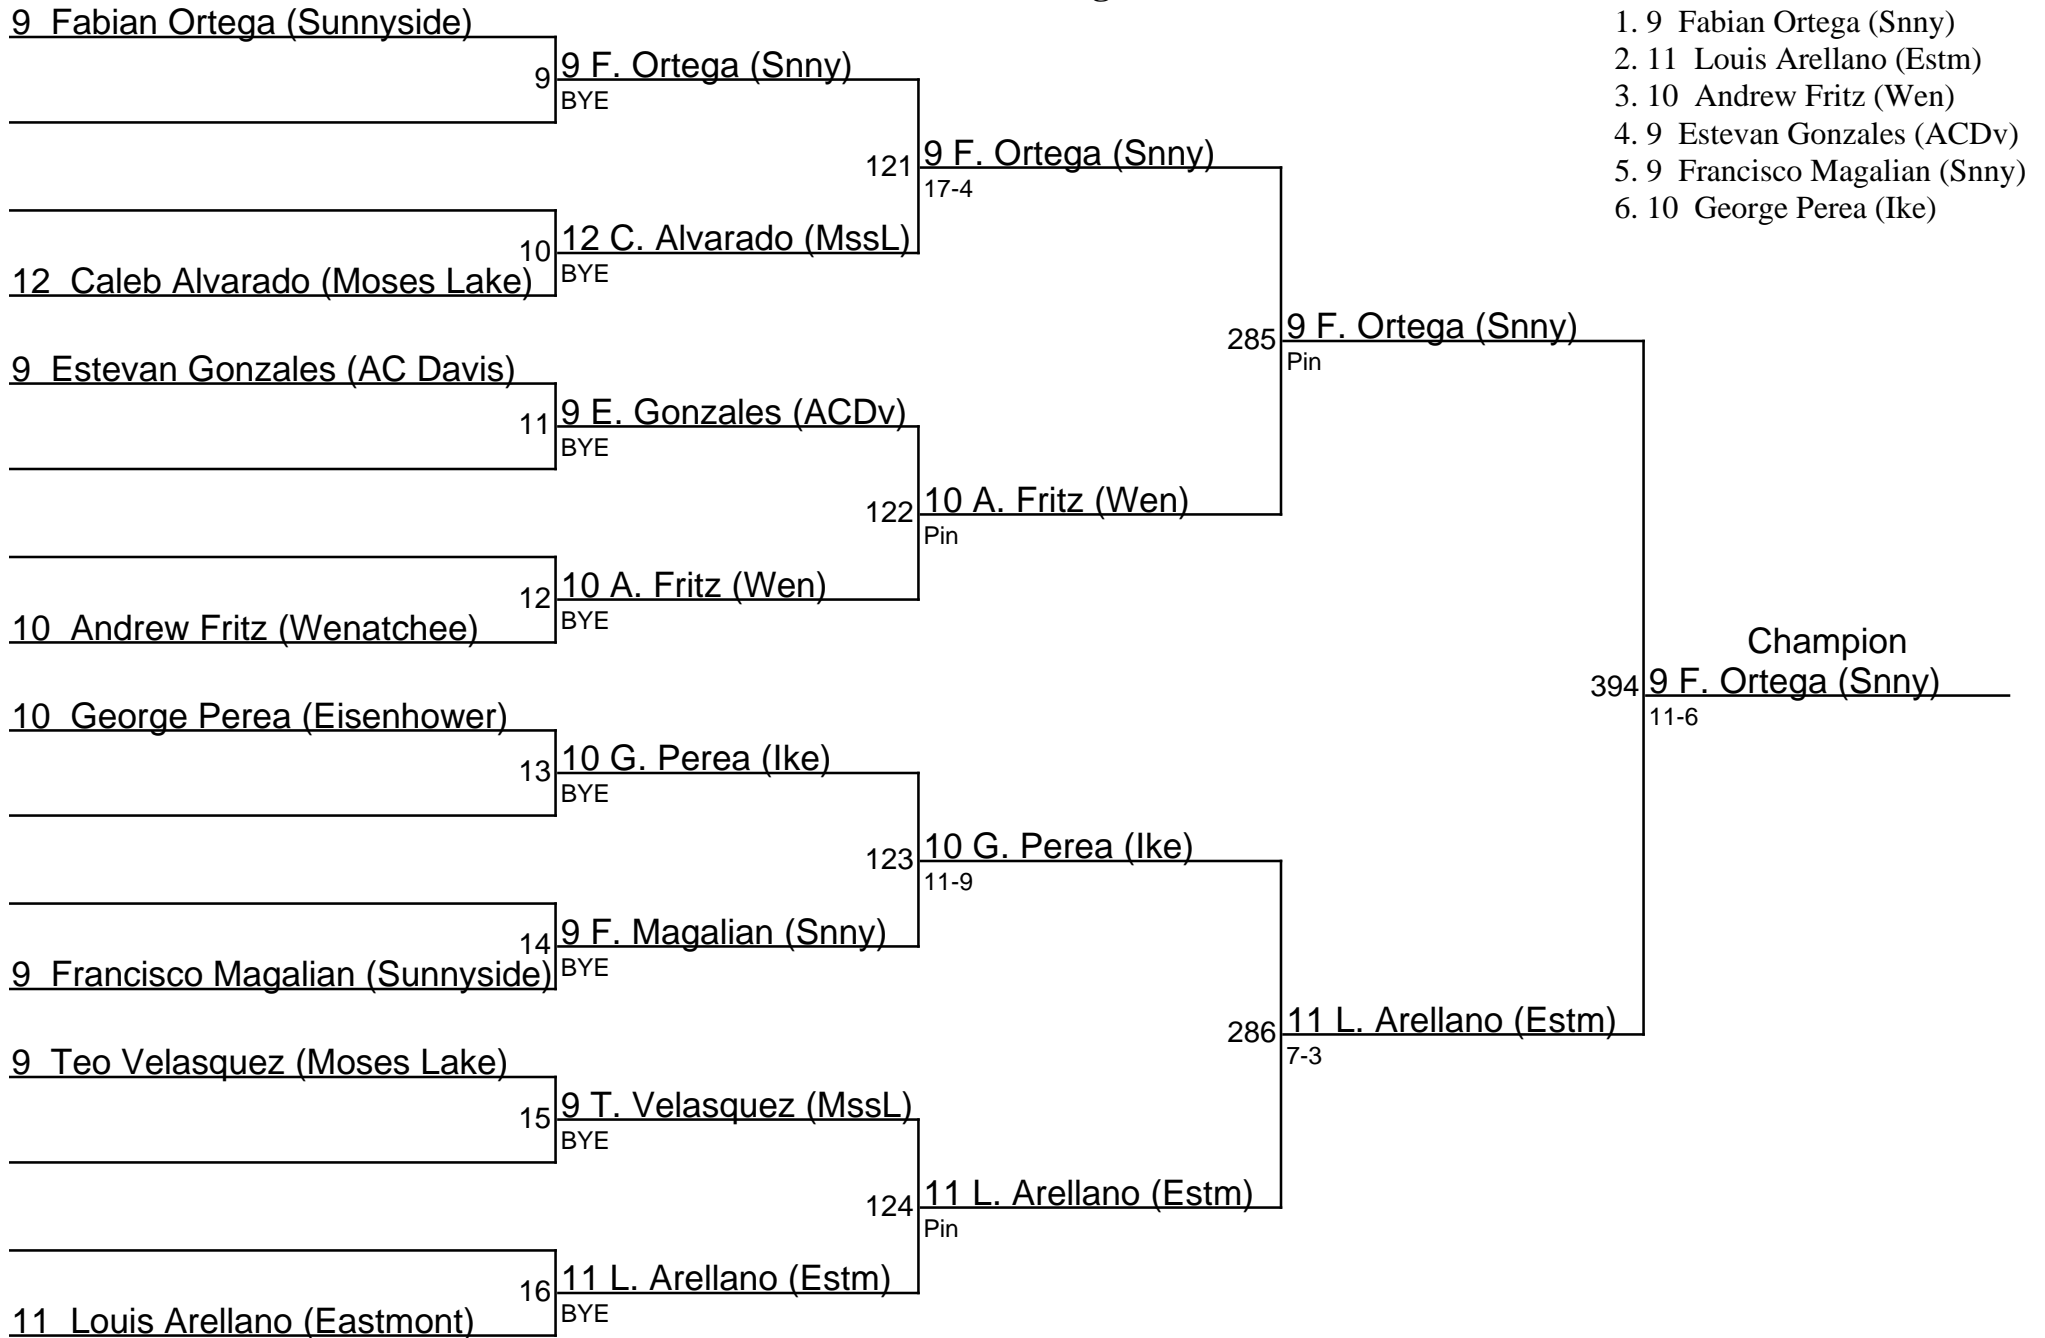 9 Fabian Ortega (Sunnyside)
9
9 F. Ortega (Snny)
BYE
121
9 F. Ortega (Snny)
17-4
10
12 C. Alvarado (MssL)
BYE
12 Caleb Alvarado (Moses Lake)
285
9 F. Ortega (Snny)
Pin
9 Estevan Gonzales (AC Davis)
11
9 E. Gonzales (ACDv)
BYE
122
10 A. Fritz (Wen)
Pin
12
10 A. Fritz (Wen)
BYE
10 Andrew Fritz (Wenatchee)
Champion
394
9 F. Ortega (Snny)
11-6
10 George Perea (Eisenhower)
13
10 G. Perea (Ike)
BYE
123
10 G. Perea (Ike)
11-9
14
9 F. Magalian (Snny)
BYE
9 Francisco Magalian (Sunnyside)
286
11 L. Arellano (Estm)
7-3
9 Teo Velasquez (Moses Lake)
15
9 T. Velasquez (MssL)
BYE
124
11 L. Arellano (Estm)
Pin
16
11 L. Arellano (Estm)
BYE
11 Louis Arellano (Eastmont)
1. 9 Fabian Ortega (Snny)
2. 11 Louis Arellano (Estm)
3. 10 Andrew Fritz (Wen)
4. 9 Estevan Gonzales (ACDv)
5. 9 Francisco Magalian (Snny)
6. 10 George Perea (Ike)